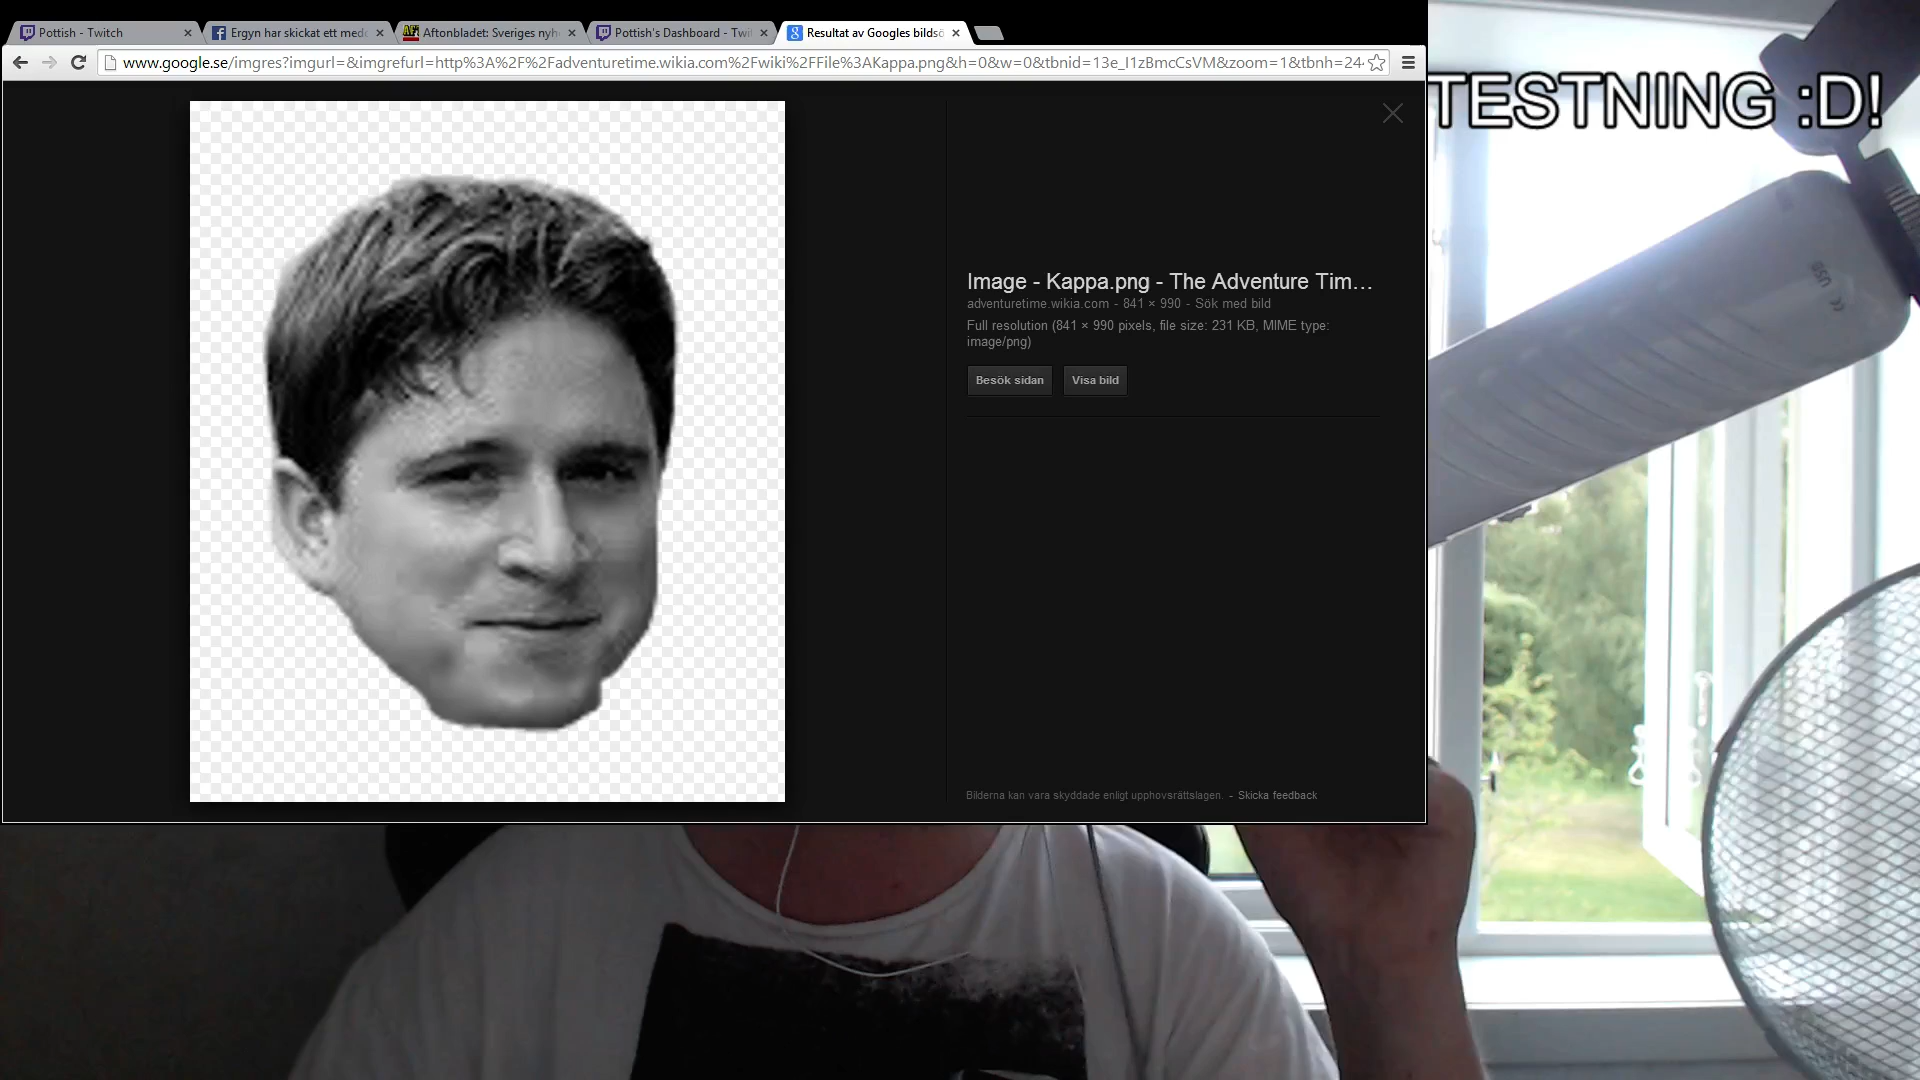 Pottish - Twitch
Ergyn har skickat ett mede
Aftonbladet: Sveriges nyh
Pottish's Dashboard - Twi
Resultat av Googles bildsö
www.google.se/imgres?imgurl=&imgrefurl=http%3A%2F%2Fadventuretime.wikia.com%2Fwiki%2FFile%3AKappa.png&h=0&w=0&tbnid=13e_I1zBmcCsVM&zoom=1&tbnh=24
TESTNING :D!
Image - Kappa.png - The Adventure Tim...
adventuretime.wikia.com - 841 × 990 - Sök med bild
Full resolution (841 × 990 pixels, file size: 231 KB, MIME type:
image/png)
Besök sidan
Visa bild
Bilderna kan vara skyddade enligt upphovsrättslagen. - Skicka feedback
USB